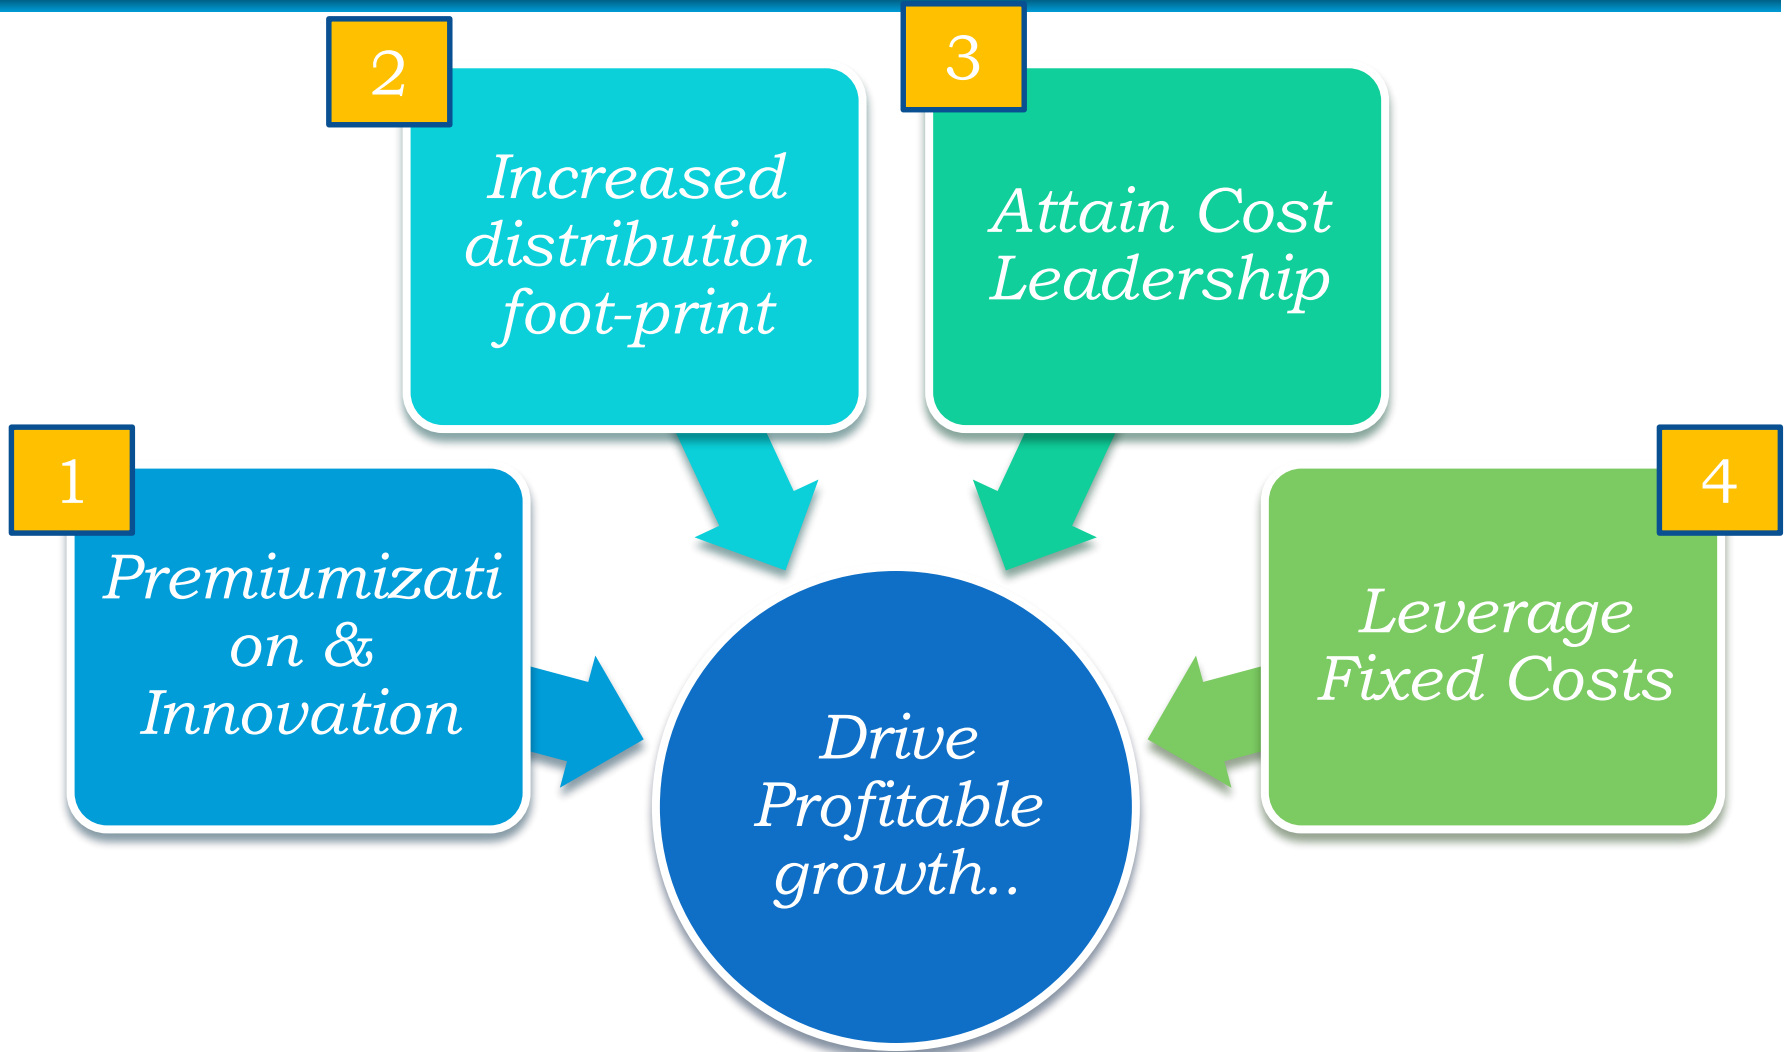 1
Premiumizati
on &
Innovation
2
Increased
distribution
foot-print
3
Attain Cost
Leadership
4
Leverage
Fixed Costs
Drive
Profitable
growth..